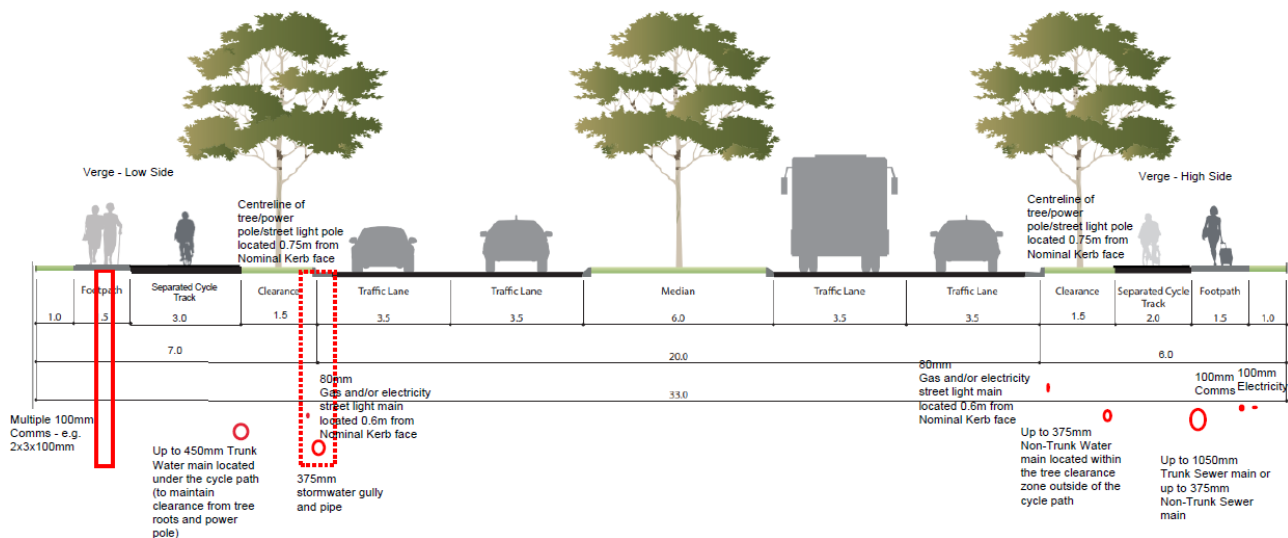 Verge - Low Side
Verge - High Side
Centreline of
tree/power
pole/street light pole
located 0.75m from
Nominal Kerb face
Centreline of
tree/power
pole/street light pole
located 0.75m from
Nominal Kerb face
Footpath
Separated Cycle
Track
Clearance
Traffic Lane
Traffic Lane
Median
Traffic Lane
Traffic Lane
Clearance
Separated Cycle
Track
Footpath
1.0
.5
3.0
1.5
3.5
3.5
6.0
3.5
3.5
1.5
2.0
1.5
1.0
7.0
20.0
6.0
33.0
Multiple 100mm
Comms - e.g.
2x3x100mm
Up to 450mm Trunk
Water main located
under the cycle path
(to maintain
clearance from tree
roots and power
pole)
80mm
Gas and/or electricity
street light main
located 0.6m from
Nominal Kerb face
375mm
stormwater gully
and pipe
80mm
Gas and/or electricity
street light main
located 0.6m from
Nominal Kerb face
Up to 375mm
Non-Trunk Water
main located within
the tree clearance
zone outside of the
cycle path
100mm
Comms
100mm
Electricity
Up to 1050mm
Trunk Sewer main or
up to 375mm
Non-Trunk Sewer
main